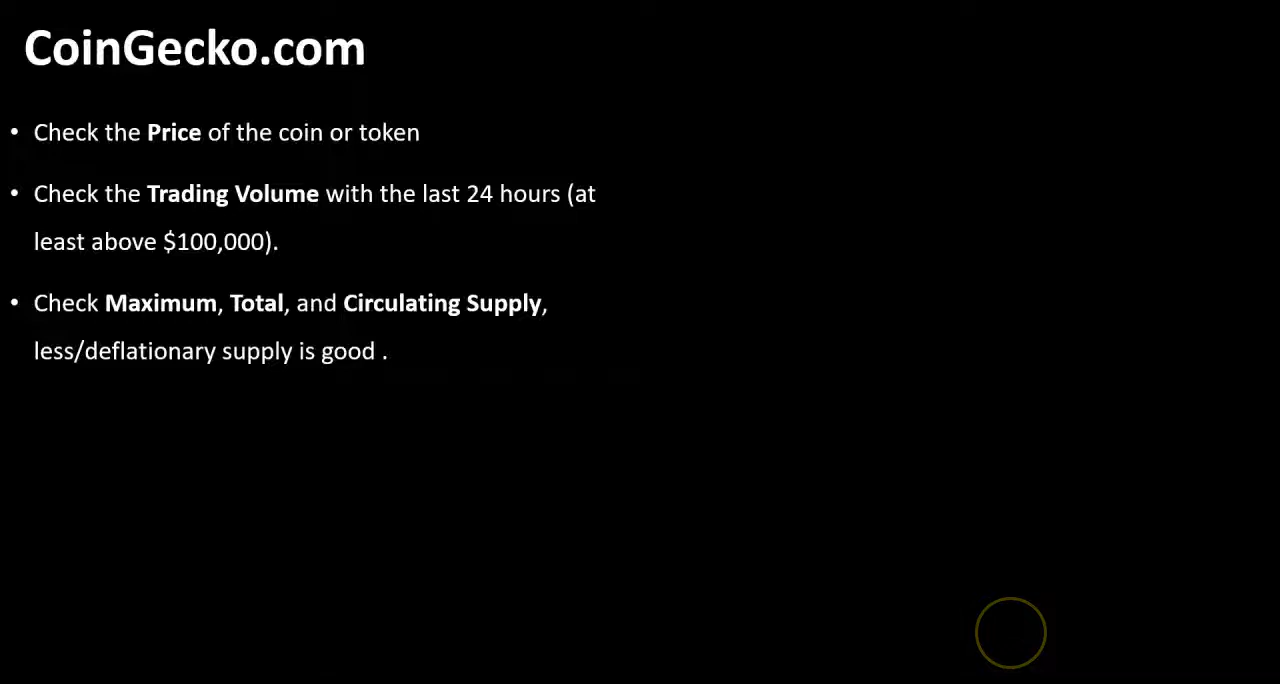 CoinGecko.com
• Check the Price of the coin or token
• Check the Trading Volume with the last 24 hours (at
least above $100,000).
• Check Maximum, Total, and Circulating Supply,
less/deflationary supply is good .